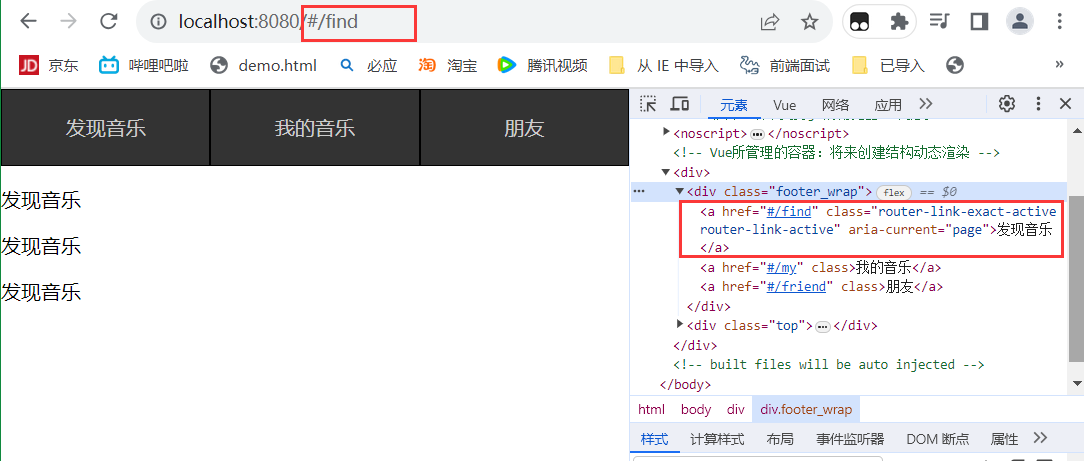 localhost:8080/#/find
京东 哔哩吡啦 demo.html 必应 淘宝 腾讯视频 从 IE 中导入 前端面试 已导入 »
发现音乐 我的音乐 朋友
发现音乐
发现音乐
发现音乐
元素 Vue 网络 应用 »
<noscript>…</noscript>
<!-- Vue所管理的容器：将来创建结构动态渲染 -->
<div>
<div class="footer_wrap"> flex == $0
<a href="#/find" class="router-link-exact-active
router-link-active" aria-current="page">发现音乐
</a>
<a href="#/my" class>我的音乐</a>
<a href="#/friend" class>朋友</a>
</div>
<div class="top">…</div>
</div>
<!-- built files will be auto injected -->
</body>
html body div div.footer_wrap
样式 计算样式 布局 事件监听器 DOM 断点 属性 »